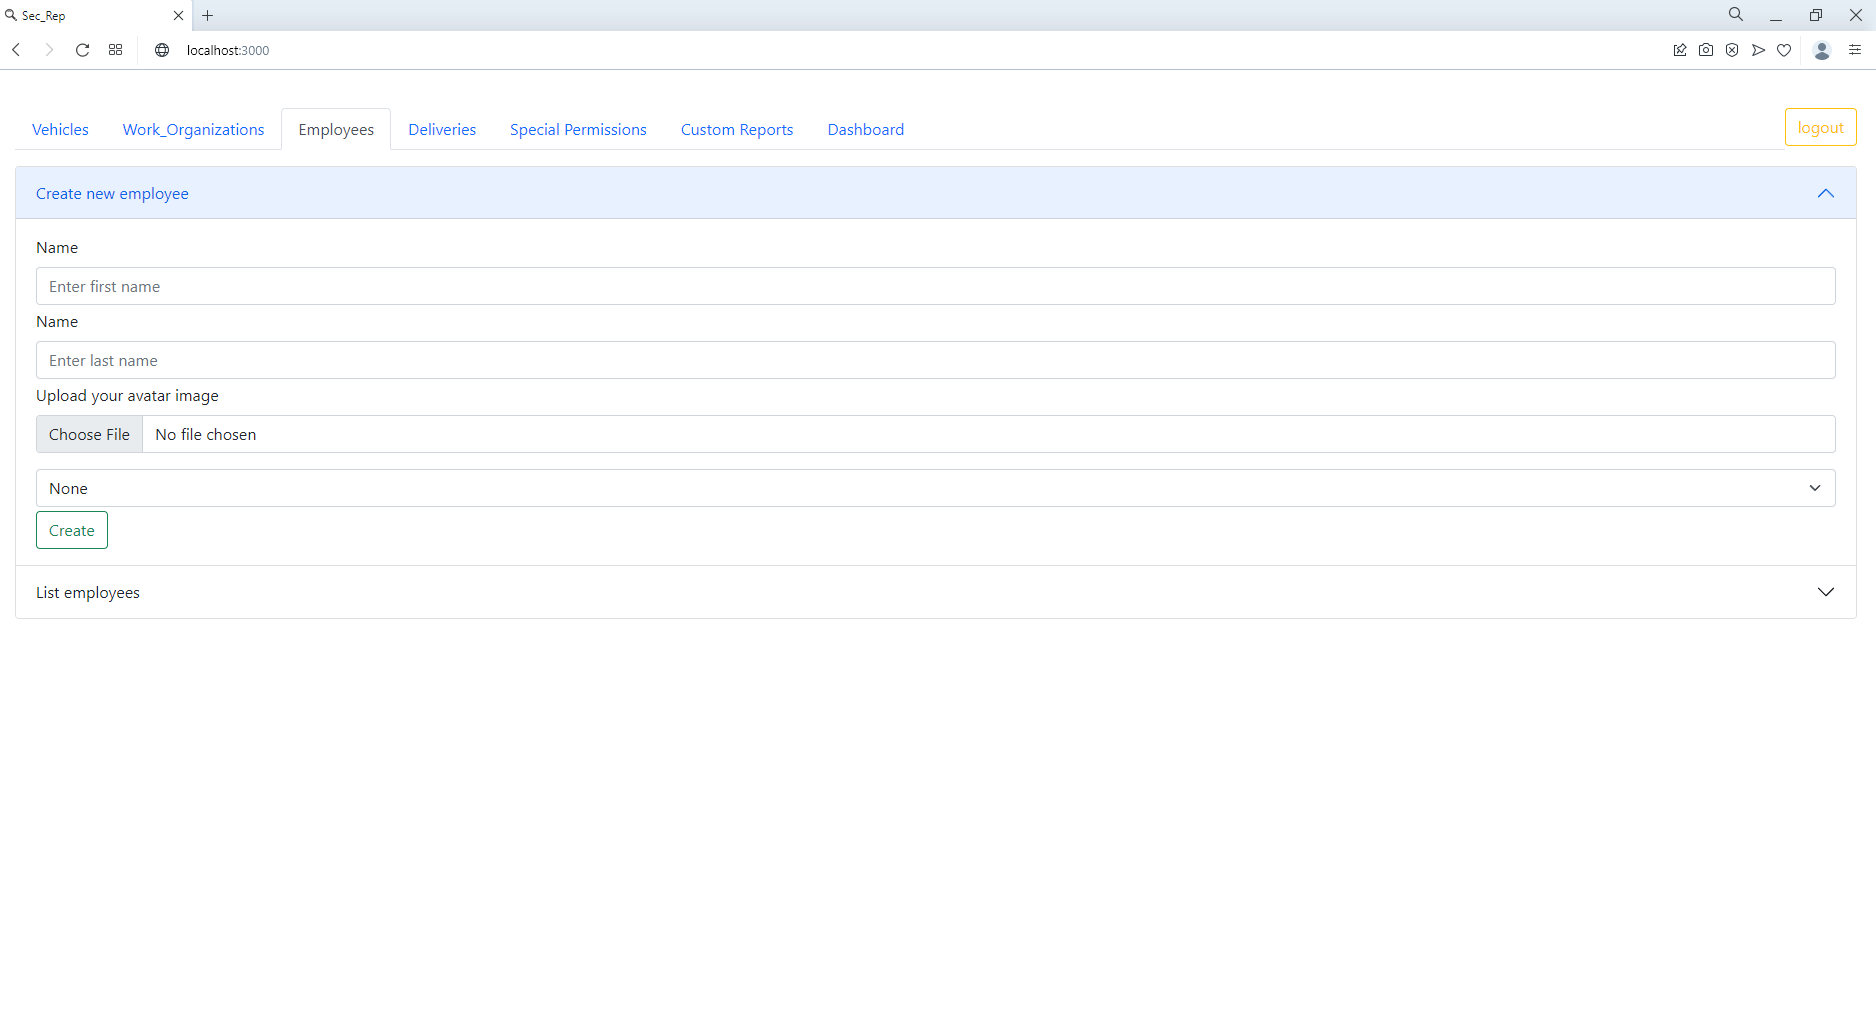 Sec_Rep
localhost:3000
Vehicles Work_Organizations Employees Deliveries Special Permissions Custom Reports Dashboard logout
Create new employee
Name
Enter first name
Name
Enter last name
Upload your avatar image
Choose File No file chosen
None
Create
List employees